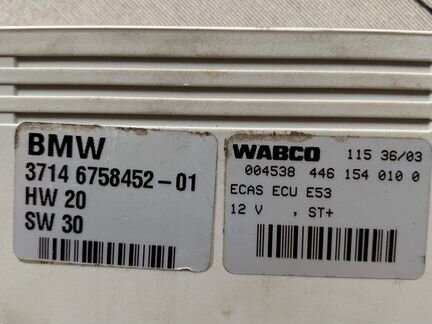 BMW
3714 6758452-01
HW 20
SW 30
WABCO 115 36/03
004538 446 154 010 0
ECAS ECU E53
12 V , ST+